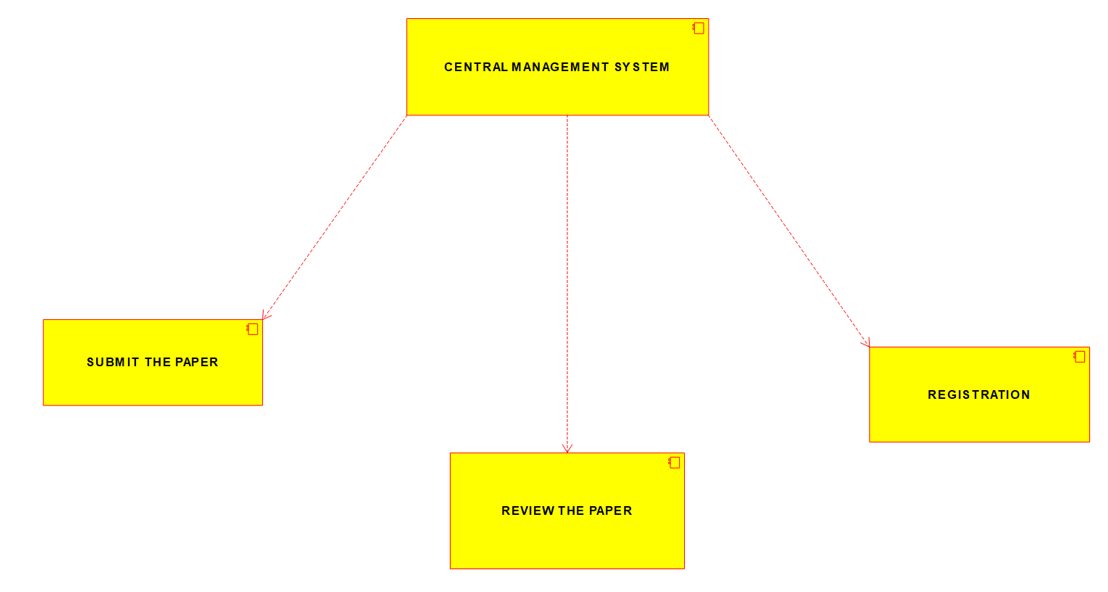 CENTRAL MANAGEMENT SYSTEM
SUBMIT THE PAPER
REGISTRATION
REVIEW THE PAPER